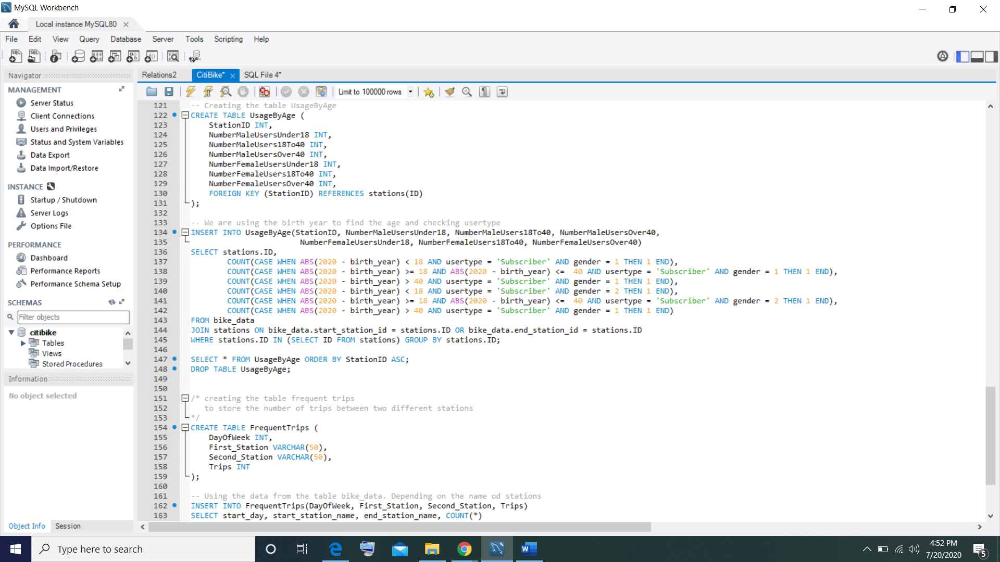 MySQL Workbench
Local instance MySQL80
File Edit View Query Database Server Tools Scripting Help
Navigator
MANAGEMENT
Server Status
Client Connections
Users and Privileges
Status and System Variables
Data Export
Data Import/Restore
INSTANCE
Startup / Shutdown
Server Logs
Options File
PERFORMANCE
Dashboard
Performance Reports
Performance Schema Setup
SCHEMAS
Filter objects
citibike
Tables
Views
Stored Procedures
Information
No object selected
Object Info Session
Relations2 CitiBike* SQL File 4*
Limit to 100000 rows
121 -- Creating the table UsageByAge
122 CREATE TABLE UsageByAge (
123 StationID INT,
124 NumberMaleUsersUnder18 INT,
125 NumberMaleUsers18To40 INT,
126 NumberMaleUsersOver40 INT,
127 NumberFemaleUsersUnder18 INT,
128 NumberFemaleUsers18To40 INT,
129 NumberFemaleUsersOver40 INT,
130 FOREIGN KEY (StationID) REFERENCES stations(ID)
131 );
132
133 -- We are using the birth year to find the age and checking usertype
134 INSERT INTO UsageByAge(StationID, NumberMaleUsersUnder18, NumberMaleUsers18To40, NumberMaleUsersOver40,
135 NumberFemaleUsersUnder18, NumberFemaleUsers18To40, NumberFemaleUsersOver40)
136 SELECT stations.ID,
137 COUNT(CASE WHEN ABS(2020 - birth_year) < 18 AND usertype = 'Subscriber' AND gender = 1 THEN 1 END),
138 COUNT(CASE WHEN ABS(2020 - birth_year) >= 18 AND ABS(2020 - birth_year) <=  40 AND usertype = 'Subscriber' AND gender = 1 THEN 1 END),
139 COUNT(CASE WHEN ABS(2020 - birth_year) > 40 AND usertype = 'Subscriber' AND gender = 1 THEN 1 END),
140 COUNT(CASE WHEN ABS(2020 - birth_year) < 18 AND usertype = 'Subscriber' AND gender = 2 THEN 1 END),
141 COUNT(CASE WHEN ABS(2020 - birth_year) >= 18 AND ABS(2020 - birth_year) <=  40 AND usertype = 'Subscriber' AND gender = 2 THEN 1 END),
142 COUNT(CASE WHEN ABS(2020 - birth_year) > 40 AND usertype = 'Subscriber' AND gender = 1 THEN 1 END)
143 FROM bike_data
144 JOIN stations ON bike_data.start_station_id = stations.ID OR bike_data.end_station_id = stations.ID
145 WHERE stations.ID IN (SELECT ID FROM stations) GROUP BY stations.ID;
146
147 SELECT * FROM UsageByAge ORDER BY StationID ASC;
148 DROP TABLE UsageByAge;
149
150
151 /* creating the table frequent trips
152 to store the number of trips between two different stations
153 */
154 CREATE TABLE FrequentTrips (
155 DayOfWeek INT,
156 First_Station VARCHAR(50),
157 Second_Station VARCHAR(50),
158 Trips INT
159 );
160
161 -- Using the data from the table bike_data. Depending on the name od stations
162 INSERT INTO FrequentTrips(DayOfWeek, First_Station, Second_Station, Trips)
163 SELECT start_day, start_station_name, end_station_name, COUNT(*)
Type here to search
4:52 PM
7/20/2020
5